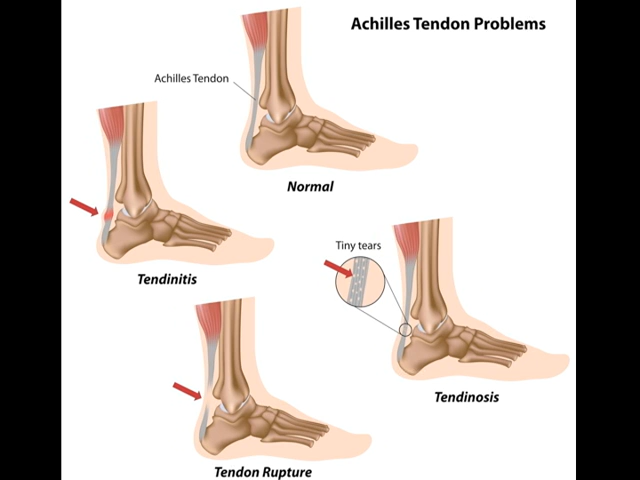 Achilles Tendon Problems
Achilles Tendon
Normal
Tendinitis
Tiny tears
Tendinosis
Tendon Rupture